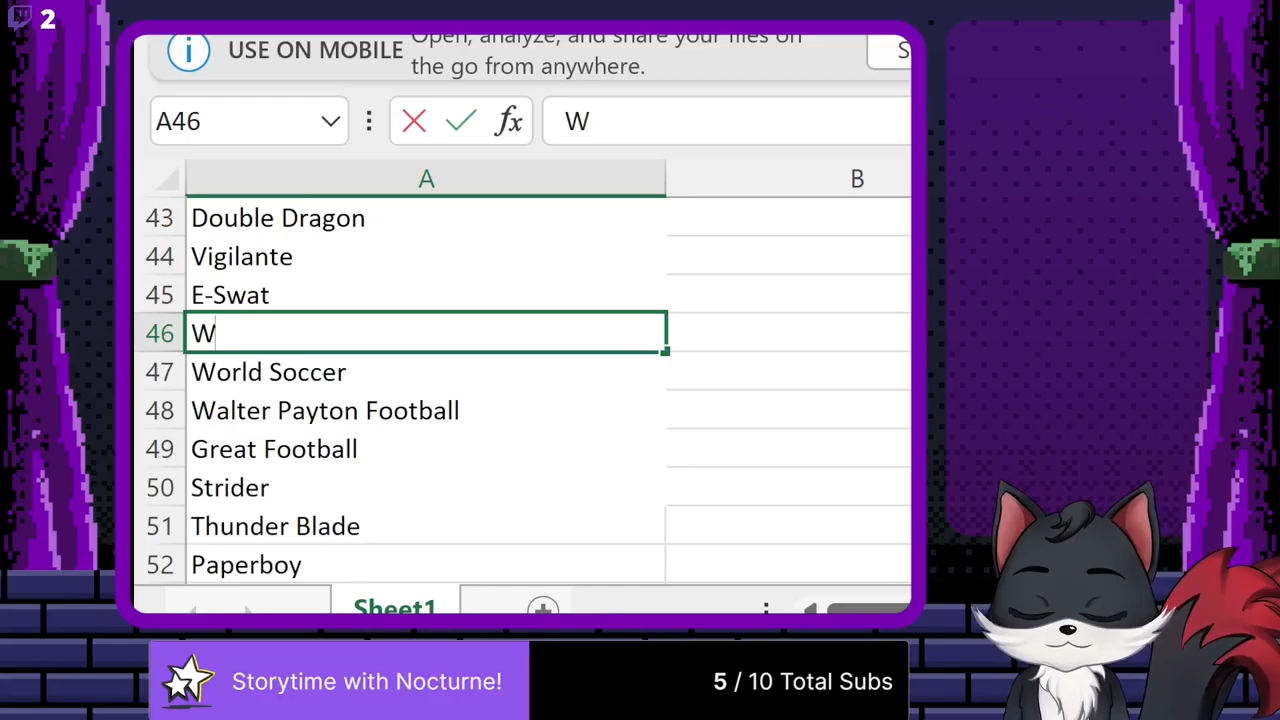 2
USE ON MOBILE
Open, analyze, and share your files on
the go from anywhere.
S
A46
fx
W
A
B
43 Double Dragon
44 Vigilante
45 E-Swat
46 W
47 World Soccer
48 Walter Payton Football
49 Great Football
50 Strider
51 Thunder Blade
52 Paperboy
Sheet1
Storytime with Nocturne!
5 / 10 Total Subs